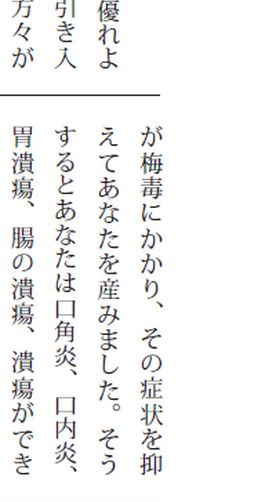 優れよ
引き入
方々が
が梅毒にかかり、その症状を抑
えてあなたを産みました。そう
するとあなたは口角炎、口内炎、
胃潰瘍、腸の潰瘍、潰瘍ができ